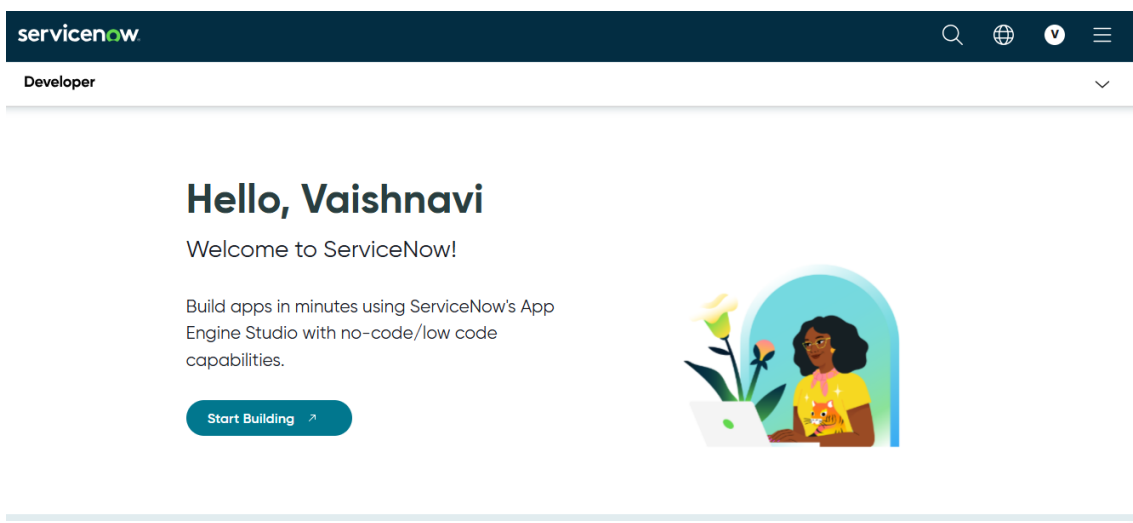 servicenow.
V
Developer
Hello, Vaishnavi
Welcome to ServiceNow!
Build apps in minutes using ServiceNow's App
Engine Studio with no-code/low code
capabilities.
Start Building